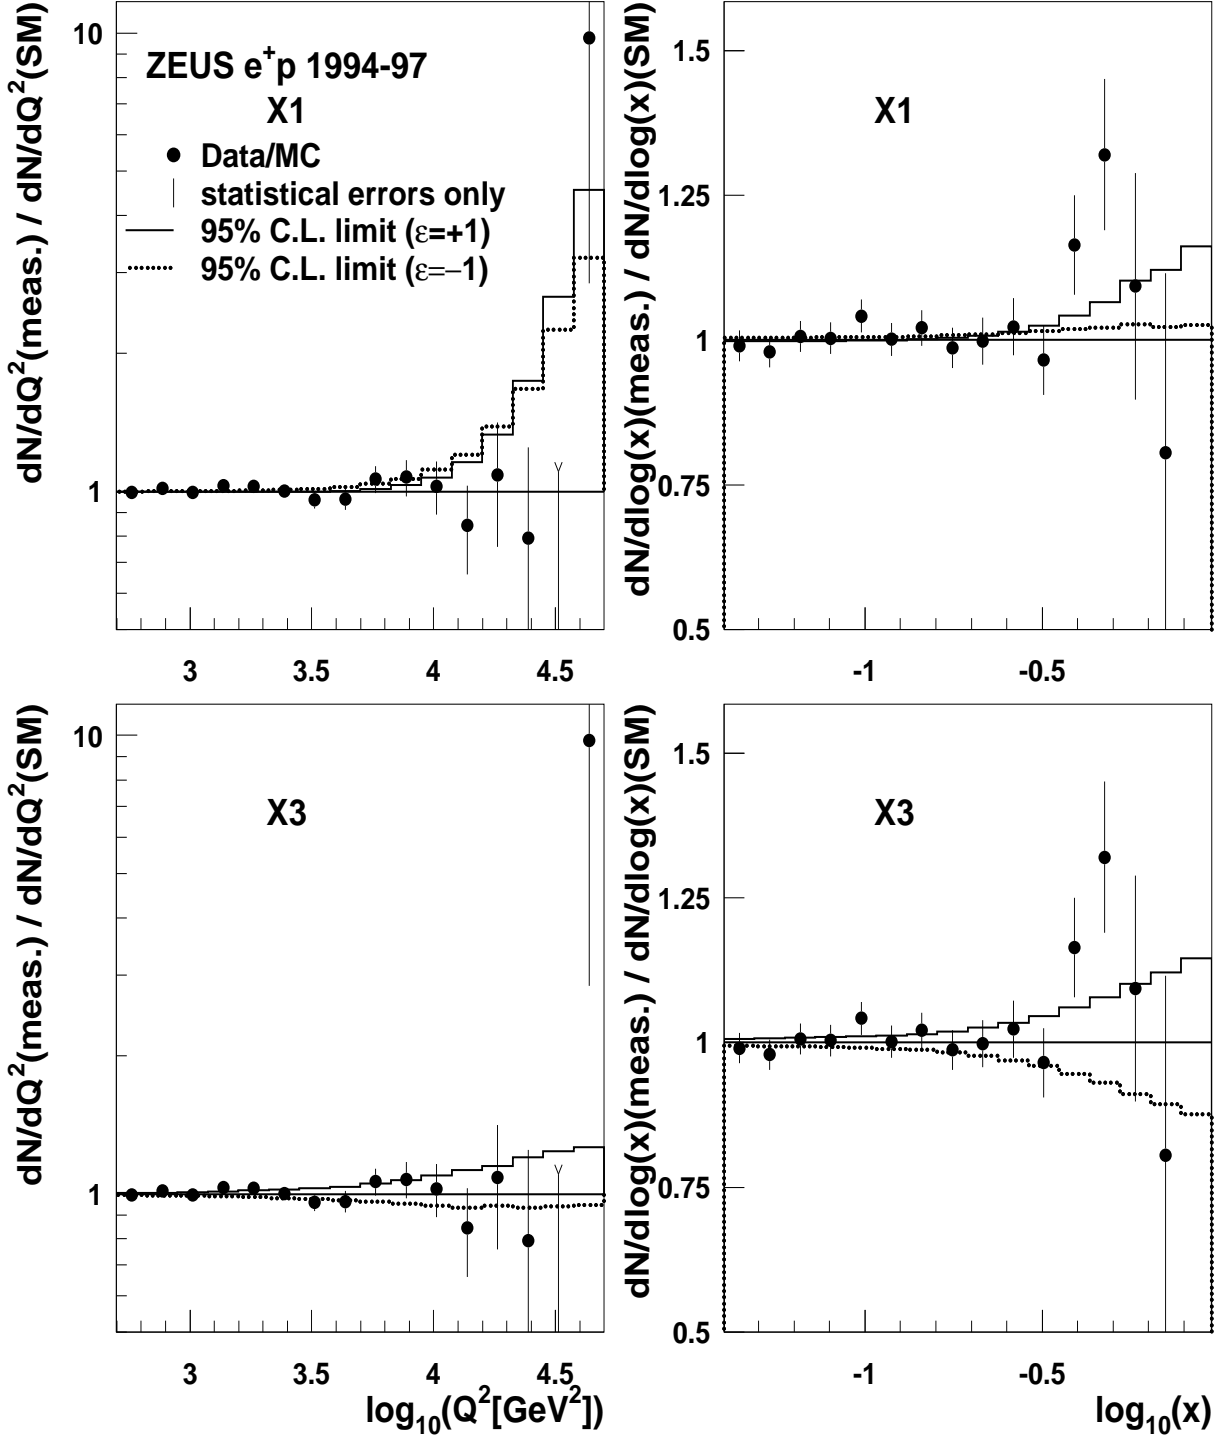 dN/dQ²(meas.) / dN/dQ²(SM)
10
1
ZEUS e⁺p 1994-97
X1
Data/MC
statistical errors only
95% C.L. limit (ε=+1)
95% C.L. limit (ε=−1)
3
3.5
4
4.5
dN/dlog(x)(meas.) / dN/dlog(x)(SM)
1.5
1.25
1
0.75
0.5
X1
-1
-0.5
dN/dQ²(meas.) / dN/dQ²(SM)
10
1
X3
3
3.5
4
4.5
log₁₀(Q²[GeV²])
dN/dlog(x)(meas.) / dN/dlog(x)(SM)
1.5
1.25
1
0.75
0.5
X3
-1
-0.5
log₁₀(x)